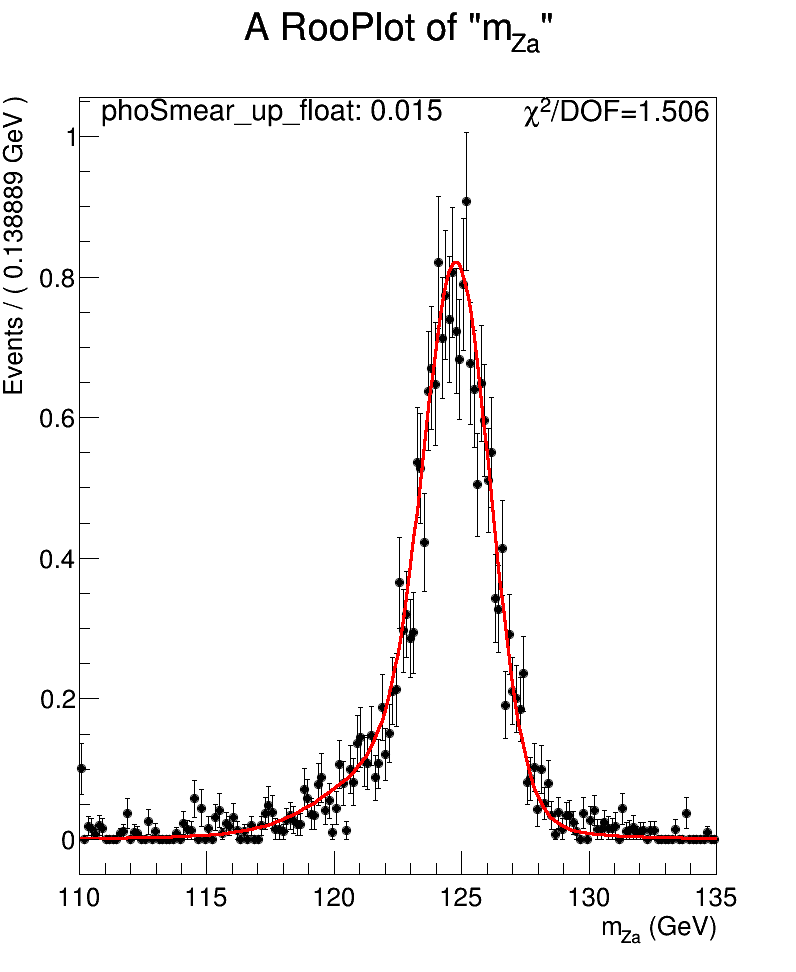 A RooPlot of "m_Za"
phoSmear_up_float: 0.015 χ²/DOF=1.506
Events / ( 0.138889 GeV )
1
0.8
0.6
0.4
0.2
0
110 115 120 125 130 135
m_Za (GeV)